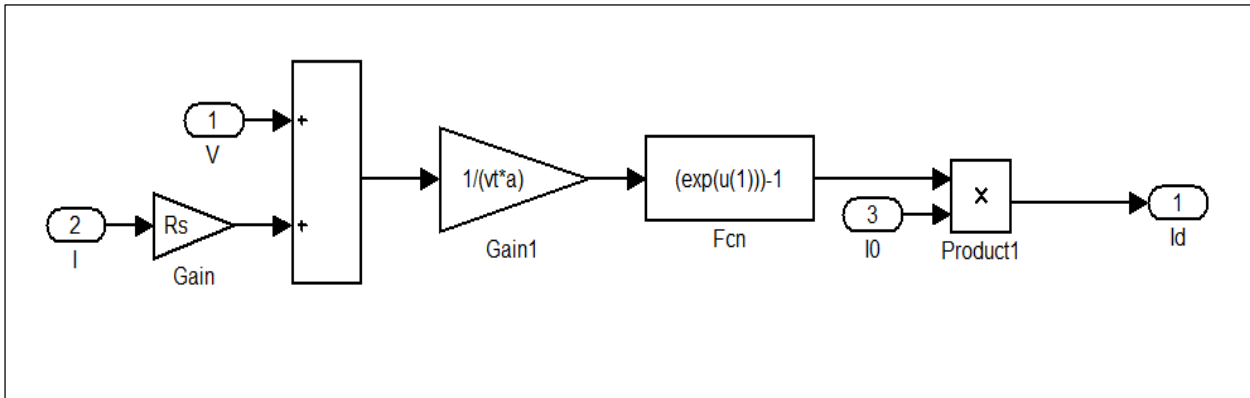 1
V
+
2
I
Rs
Gain
+
1/(vt*a)
Gain1
(exp(u(1)))-1
Fcn
3
I0
×
Product1
1
Id